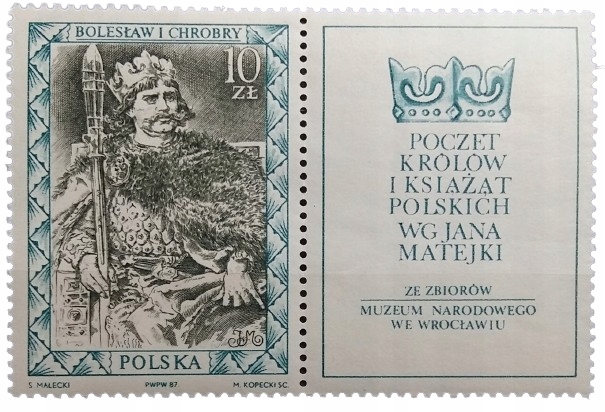 BOLESŁAW I CHROBRY
10
ZŁ
JM
POLSKA
S. MAŁECKI PWPW 87 M. KOPECKI SC.
POCZET
KRÓLÓW
I KSIĄŻĄT
POLSKICH
WG JANA
MATEJKI
ZE ZBIORÓW
MUZEUM NARODOWEGO
WE WROCŁAWIU